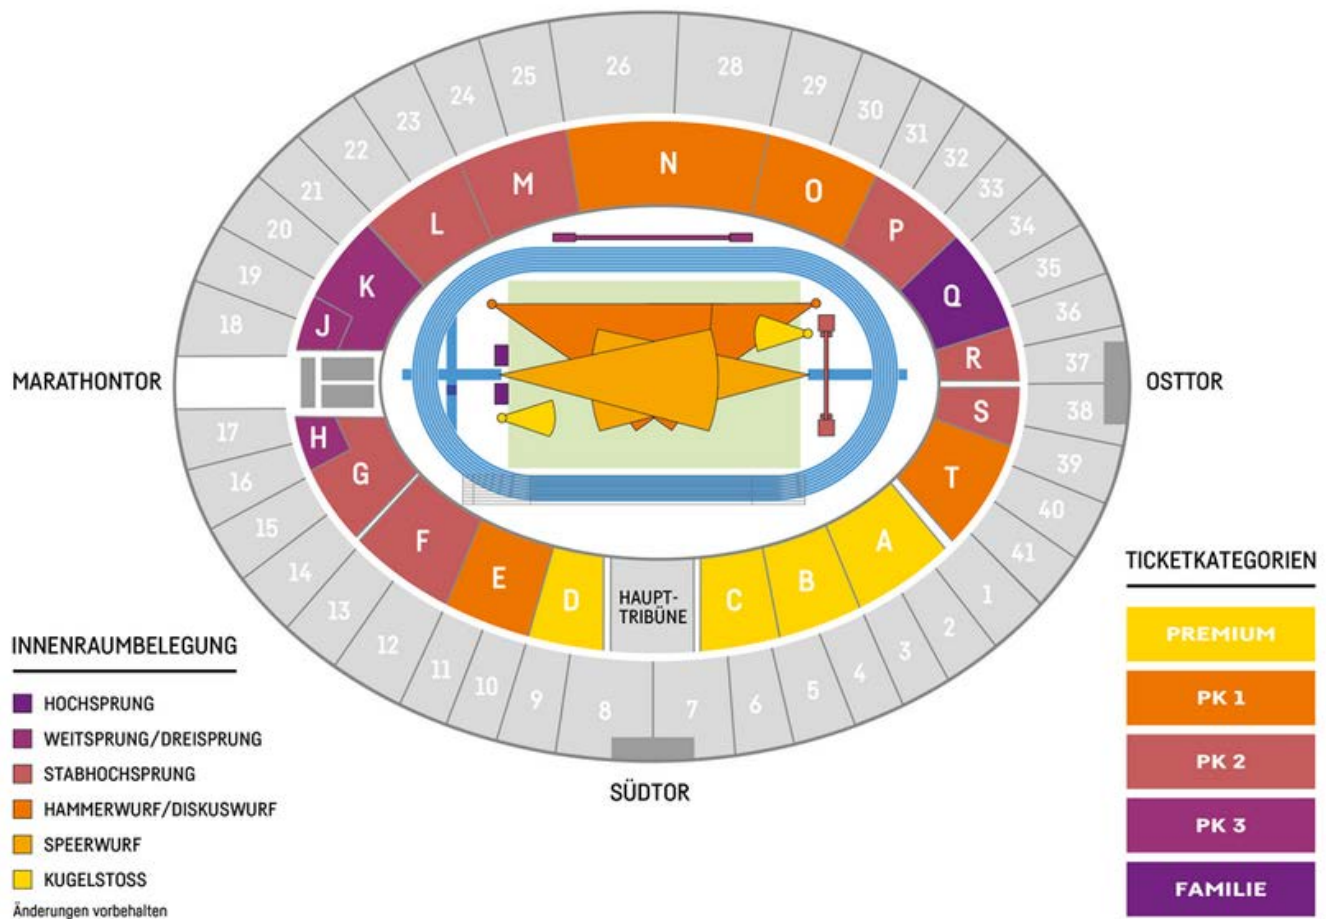 26
28
25
29
24
30
23
31
22
32
21
33
20
34
19
35
18
36
37
38
17
39
16
40
15
41
14
1
13
2
12
3
11
4
10
5
9
6
8
7
N
M
O
L
P
K
Q
J
R
H
S
G
T
F
A
E
B
D
C
HAUPT-
TRIBÜNE
MARATHONTOR
OSTTOR
SÜDTOR
INNENRAUMBELEGUNG
HOCHSPRUNG
WEITSPRUNG/DREISPRUNG
STABHOCHSPRUNG
HAMMERWURF/DISKUSWURF
SPEERWURF
KUGELSTOSS
Änderungen vorbehalten
TICKETKATEGORIEN
PREMIUM
PK 1
PK 2
PK 3
FAMILIE